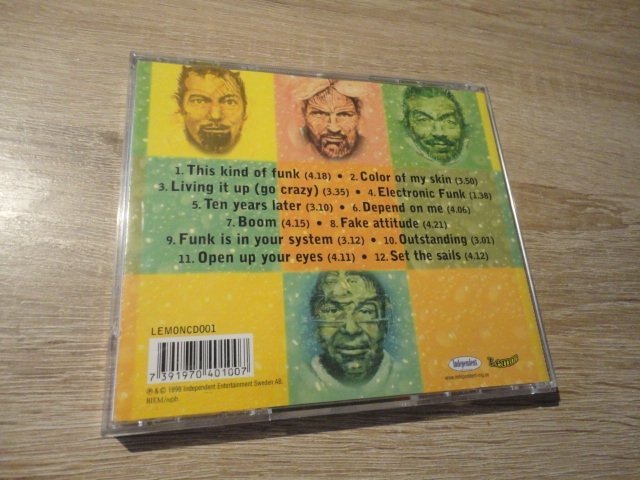 1. This kind of funk (4.18) • 2. Color of my skin (3.50)
3. Living it up (go crazy) (3.35) • 4. Electronic Funk (1.38)
5. Ten years later (3.10) • 6. Depend on me (4.06)
7. Boom (4.15) • 8. Fake attitude (4.21)
9. Funk is in your system (3.12) • 10. Outstanding (3.01)
11. Open up your eyes (4.11) • 12. Set the sails (4.12)
LEMONCD001
7 391970 401007
℗ & © 1998 Independent Entertainment Sweden AB.
BIEM/n©b
Independent
Lemon